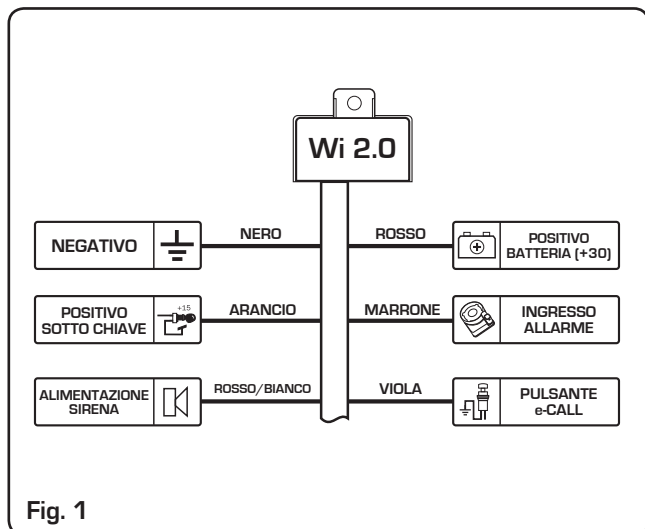 Wi 2.0
NEGATIVO
NERO
ROSSO
POSITIVO
BATTERIA (+30)
POSITIVO
SOTTO CHIAVE
+15
ARANCIO
MARRONE
INGRESSO
ALLARME
ALIMENTAZIONE
SIRENA
ROSSO/BIANCO
VIOLA
PULSANTE
e-CALL
Fig. 1